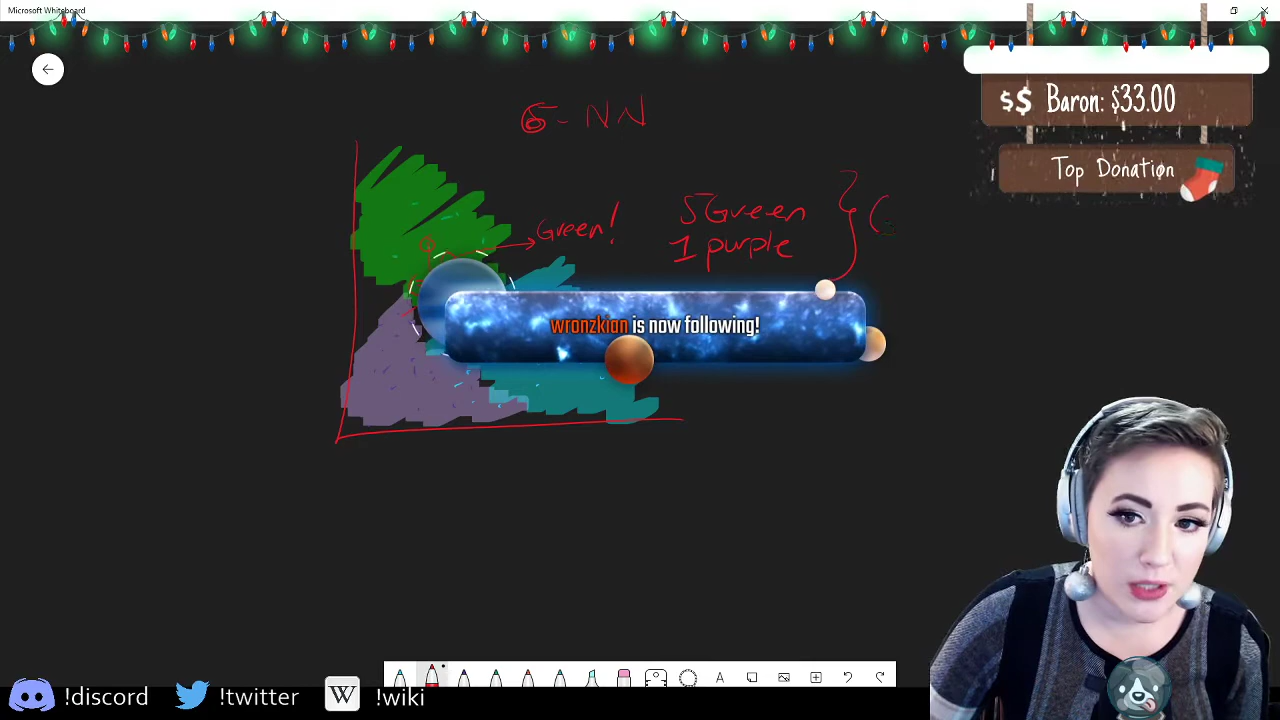 Microsoft Whiteboard
$$ Baron: $33.00
Top Donation
6-NN
Green!
5 Green
1 purple
wronzkian is now following!
!discord
!twitter
W !wiki